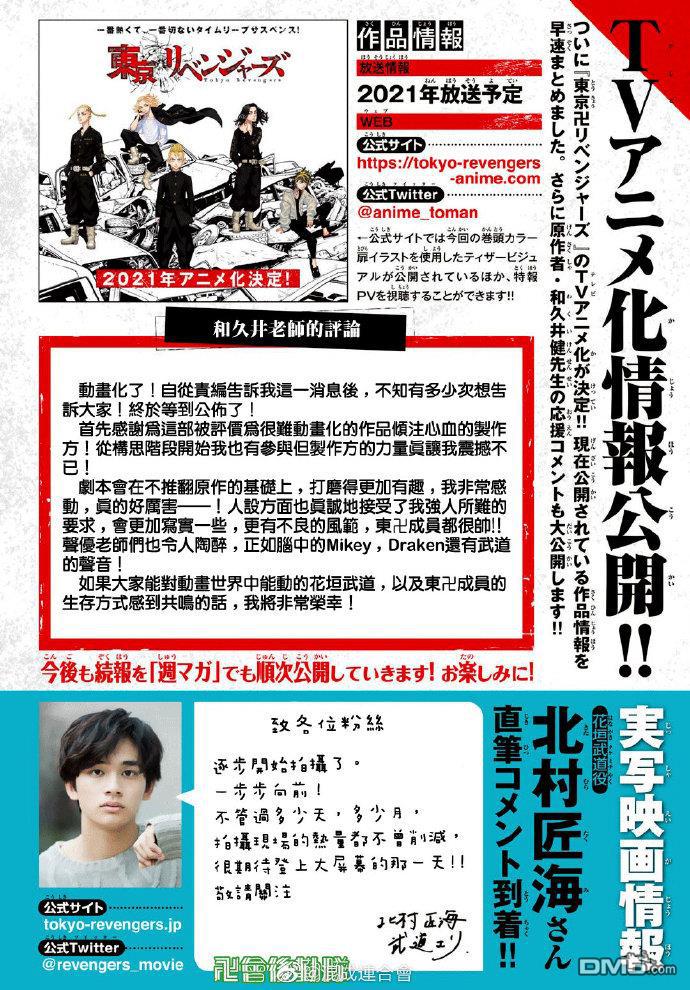 TVアニメ化情報公開!!
ついに『東京卍リベンジャーズ』のTVアニメ化が決定!! 現在公開されている作品情報を
早速まとめました。さらに原作者・和久井健先生の応援コメントも大公開します!!
一番熱くて、一番切ないタイムリープサスペンス!
東京卍リベンジャーズ
Tokyo Revengers
2021年アニメ化決定!
作品情報
放送情報
2021年放送予定
WEB
公式サイト
https://tokyo-revengers
-anime.com
公式Twitter
@anime_toman
←公式サイトでは今回の巻頭カラー
扉イラストを使用したティザービジュ
アルが公開されているほか、特報
PVを視聴することができます!!
和久井老師的評論
動畫化了!自從責編告訴我這一消息後,不知有多少次想告
訴大家!終於等到公佈了!
首先感謝爲這部被評價爲很難動畫化的作品傾注心血的製作
方!從構思階段開始我也有參與但製作方的力量真讓我震撼不
已!
劇本會在不推翻原作的基礎上,打磨得更加有趣,我非常感
動,真的好厲害——!人設方面也真誠地接受了我強人所難的
要求,會更加寫實一些,更有不良的風範,東卍成員都很帥!!
聲優老師們也令人陶醉,正如腦中的Mikey,Draken還有武道
的聲音!
如果大家能對動畫世界中能動的花垣武道,以及東卍成員的
生存方式感到共鳴的話,我將非常榮幸!
今後も続報を「週マガ」でも順次公開していきます! お楽しみに!
実写映画情報
花垣武道役
北村匠海さん
直筆コメント到着!!
致各位粉絲
逐步開始拍攝了。
一步步向前!
不管過多少天,多少月,
拍攝現場的熱量都不曾削減,
很期待登上大屏幕的那一天!!
敬請關注
北村匠海
公式サイト
tokyo-revengers.jp
公式Twitter
@revengers_movie
DM5.com